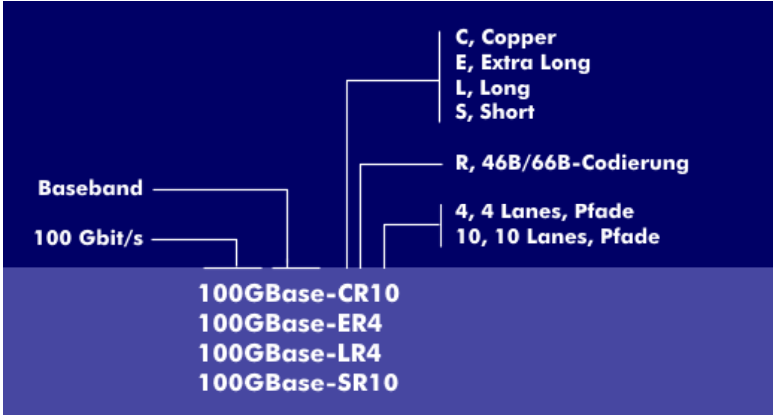 C, Copper
E, Extra Long
L, Long
S, Short
R, 46B/66B-Codierung
Baseband
4, 4 Lanes, Pfade
10, 10 Lanes, Pfade
100 Gbit/s
100GBase-CR10
100GBase-ER4
100GBase-LR4
100GBase-SR10